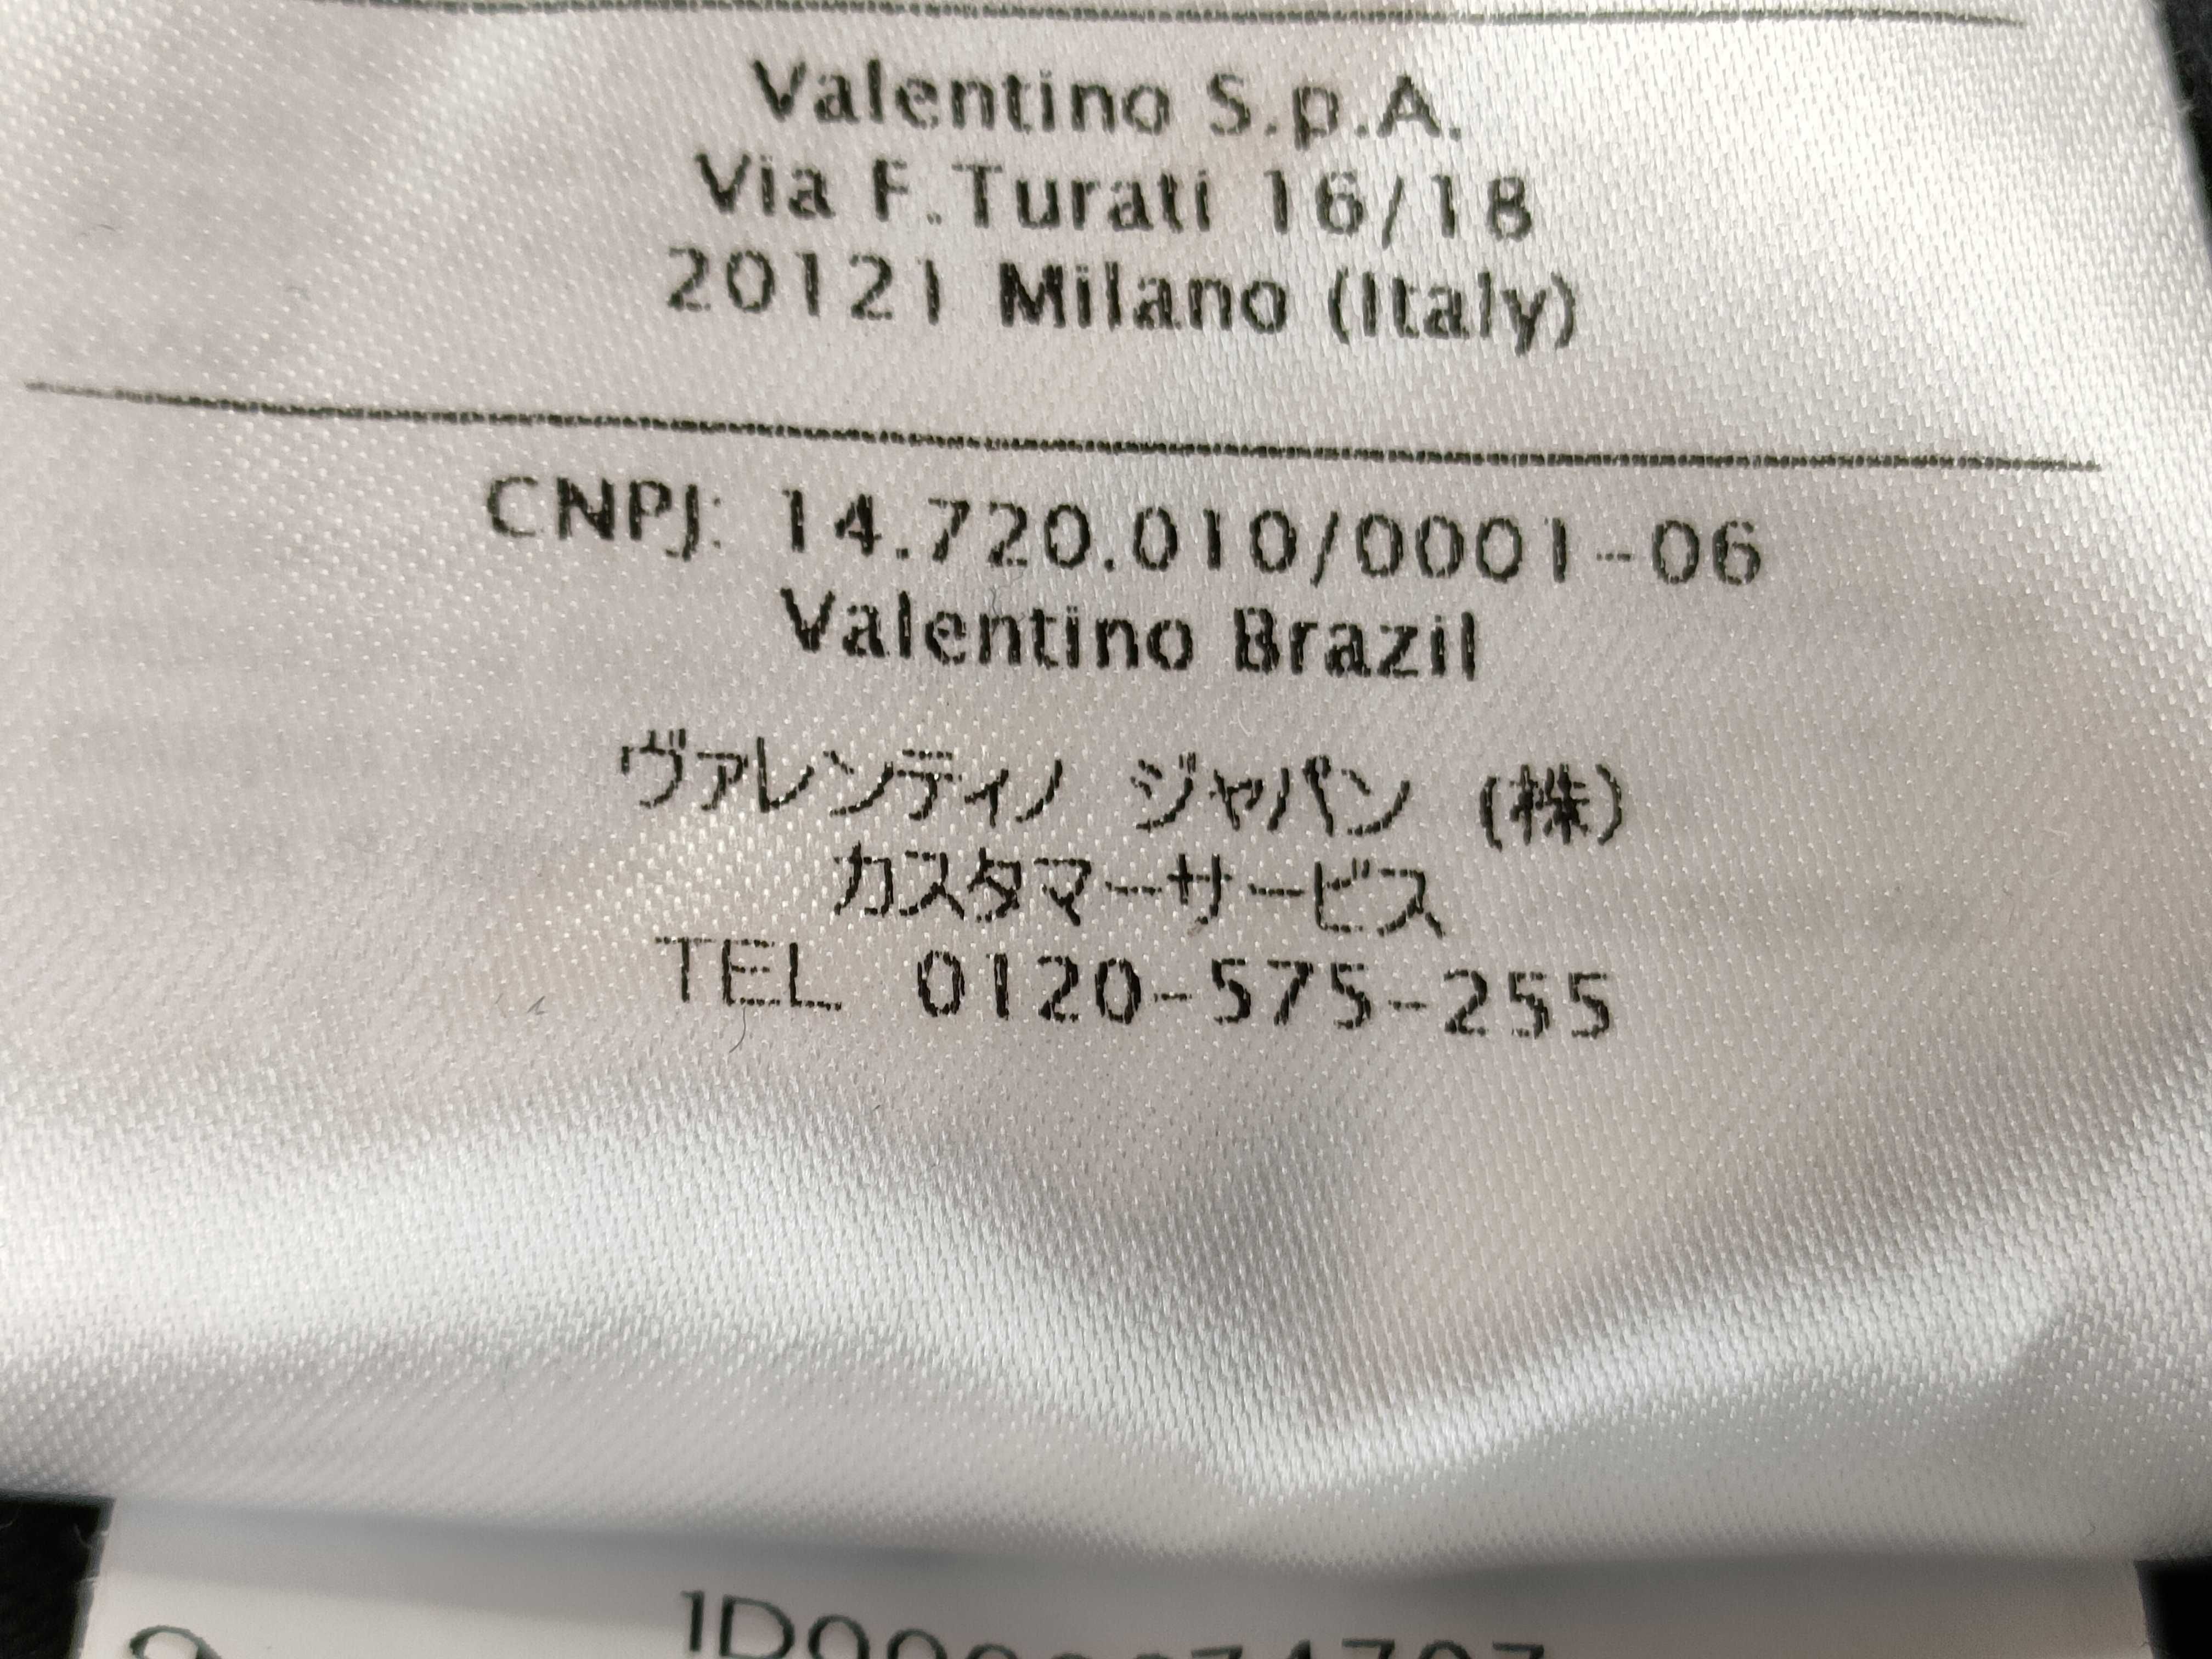 Valentino S.p.A.
Via F.Turati 16/18
20121 Milano (Italy)
CNPJ: 14.720.010/0001-06
Valentino Brazil
ヴァレンティノ ジャパン (株)
カスタマーサービス
TEL 0120-575-255